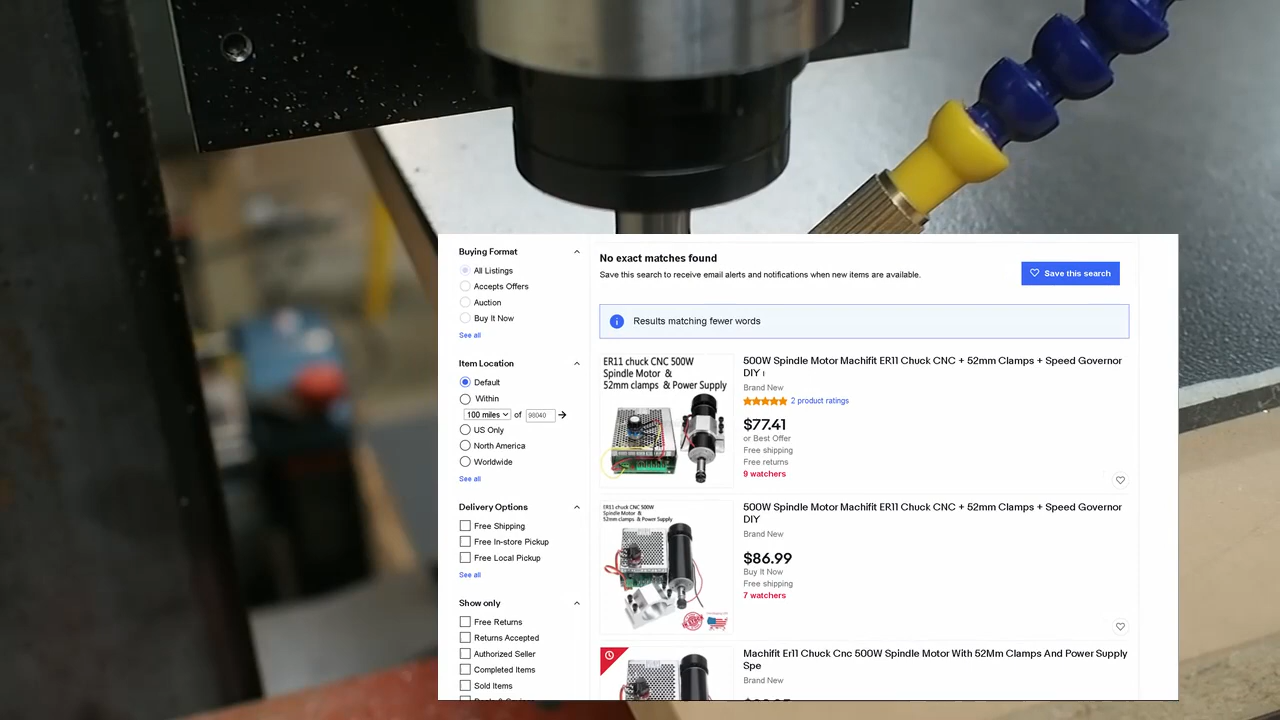 Buying Format
All Listings
Accepts Offers
Auction
Buy It Now
See all
Item Location
Default
Within
100 miles of 98040
US Only
North America
Worldwide
See all
Delivery Options
Free Shipping
Free In-store Pickup
Free Local Pickup
See all
Show only
Free Returns
Returns Accepted
Authorized Seller
Completed Items
Sold Items
No exact matches found
Save this search to receive email alerts and notifications when new items are available.
Save this search
Results matching fewer words
ER11 chuck CNC 500W
Spindle Motor &
52mm clamps & Power Supply
500W Spindle Motor Machifit ER11 Chuck CNC + 52mm Clamps + Speed Governor
DIY
Brand New
2 product ratings
$77.41
or Best Offer
Free shipping
Free returns
9 watchers
ER11 chuck CNC 500W
Spindle Motor &
52mm clamps & Power Supply
500W Spindle Motor Machifit ER11 Chuck CNC + 52mm Clamps + Speed Governor
DIY
Brand New
$86.99
Buy It Now
Free shipping
7 watchers
Machifit Er11 Chuck Cnc 500W Spindle Motor With 52Mm Clamps And Power Supply
Spe
Brand New